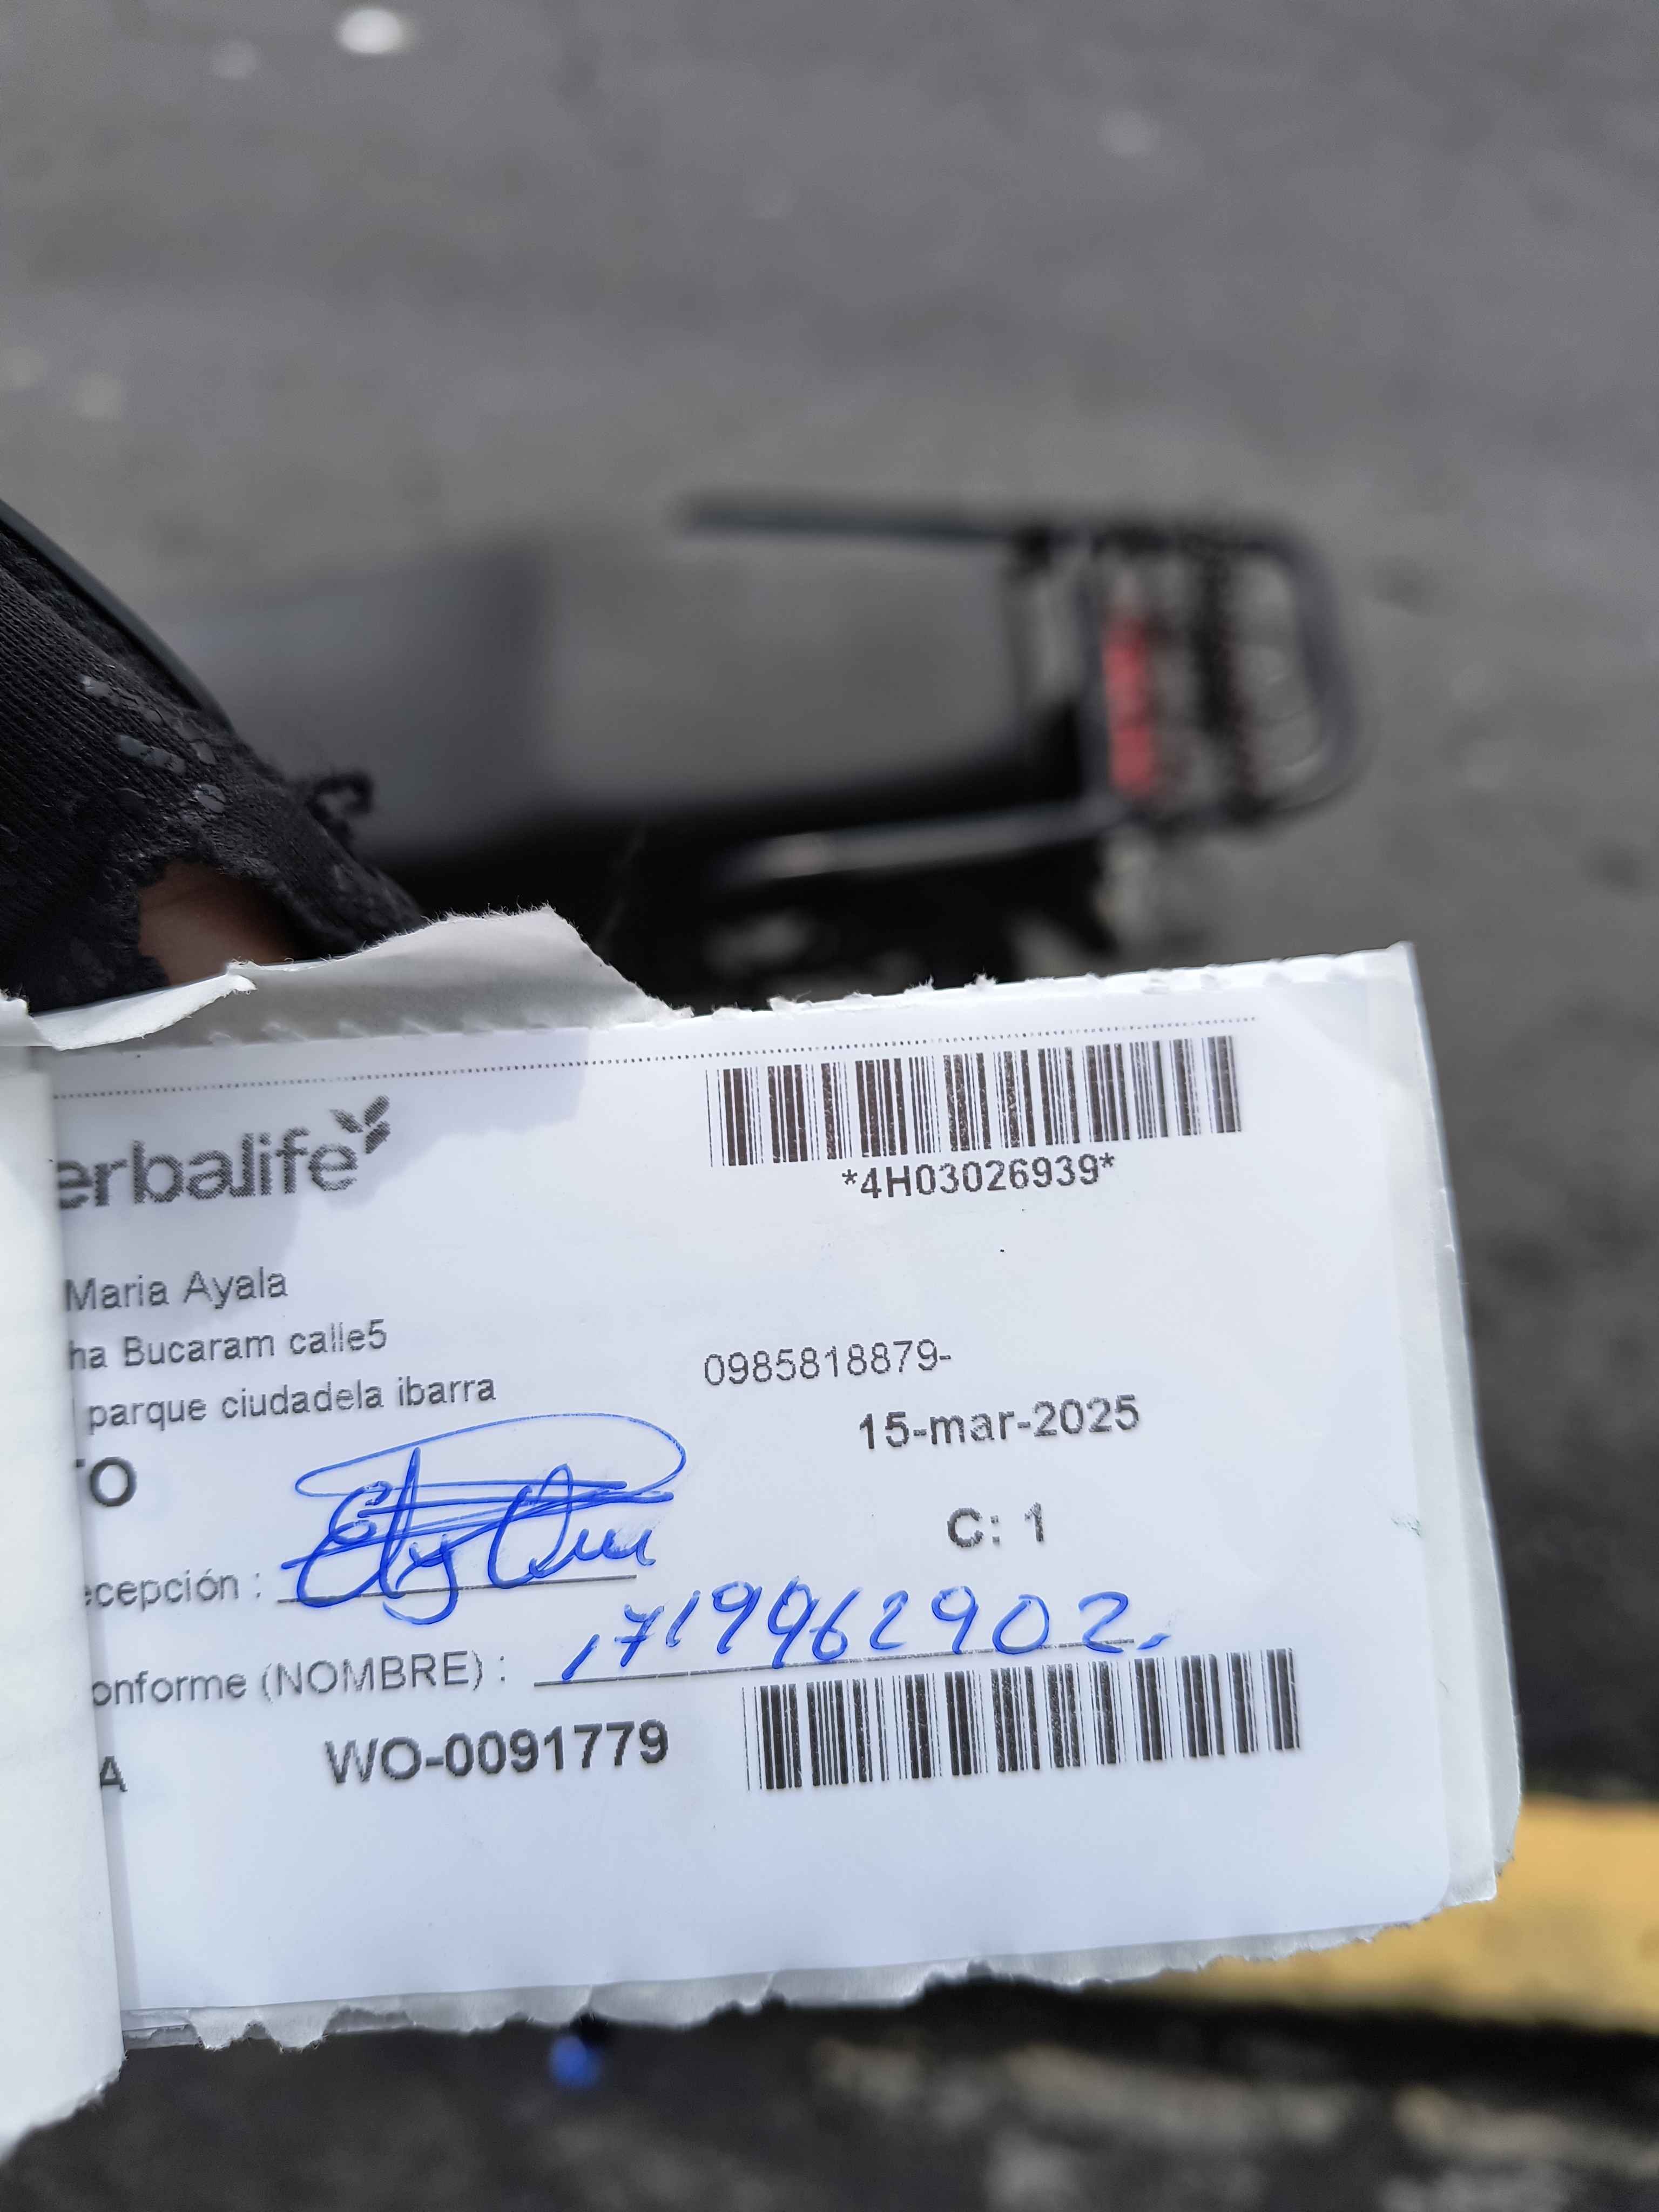 erbalife
*4H03026939*
Maria Ayala
ha Bucaram calle5
0985818879-
parque ciudadela ibarra
15-mar-2025
TO
C: 1
ecepción :
1719962902.
onforme (NOMBRE) :
A WO-0091779